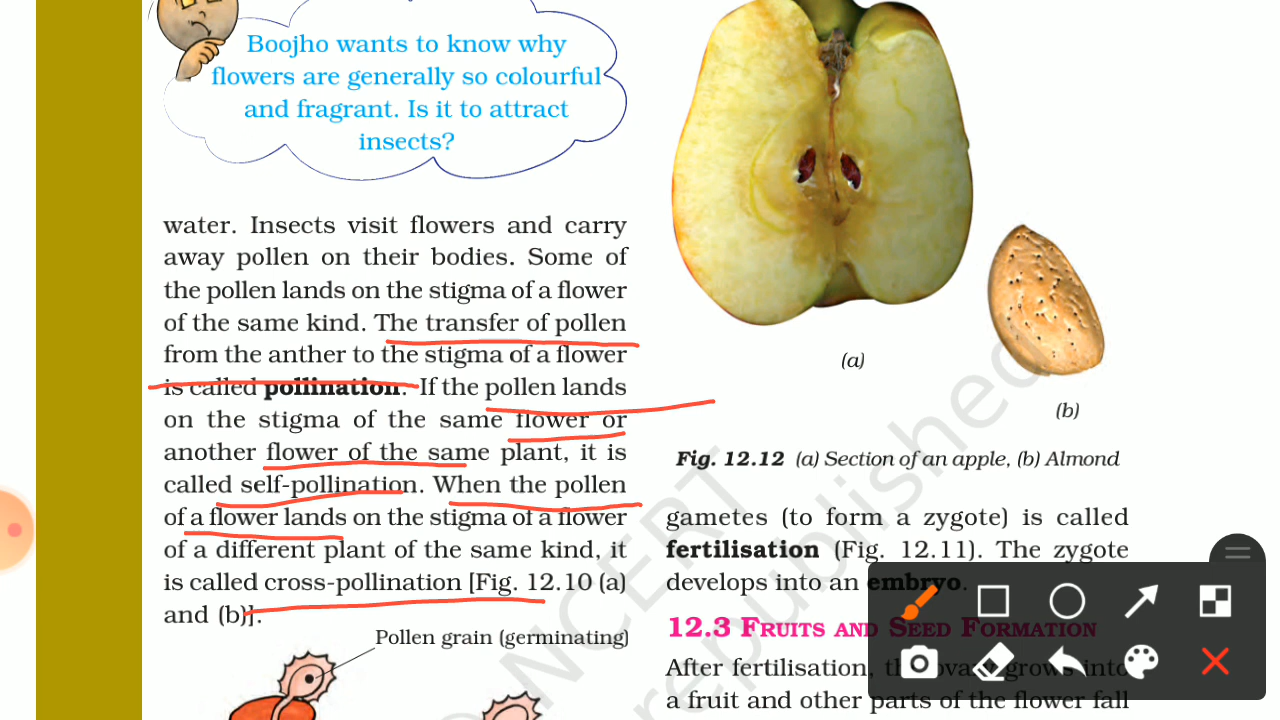 Boojho wants to know why
flowers are generally so colourful
and fragrant. Is it to attract
insects?
water. Insects visit flowers and carry
away pollen on their bodies. Some of
the pollen lands on the stigma of a flower
of the same kind. The transfer of pollen
from the anther to the stigma of a flower
is called pollination. If the pollen lands
on the stigma of the same flower or
another flower of the same plant, it is
called self-pollination. When the pollen
of a flower lands on the stigma of a flower
of a different plant of the same kind, it
is called cross-pollination [Fig. 12.10 (a)
and (b)].
Pollen grain (germinating)
(a)
(b)
Fig. 12.12 (a) Section of an apple, (b) Almond
gametes (to form a zygote) is called
fertilisation (Fig. 12.11). The zygote
develops into an embryo.
12.3 FRUITS AND SEED FORMATION
After fertilisation, the ovary grows into
a fruit and other parts of the flower fall
NCERT
republished